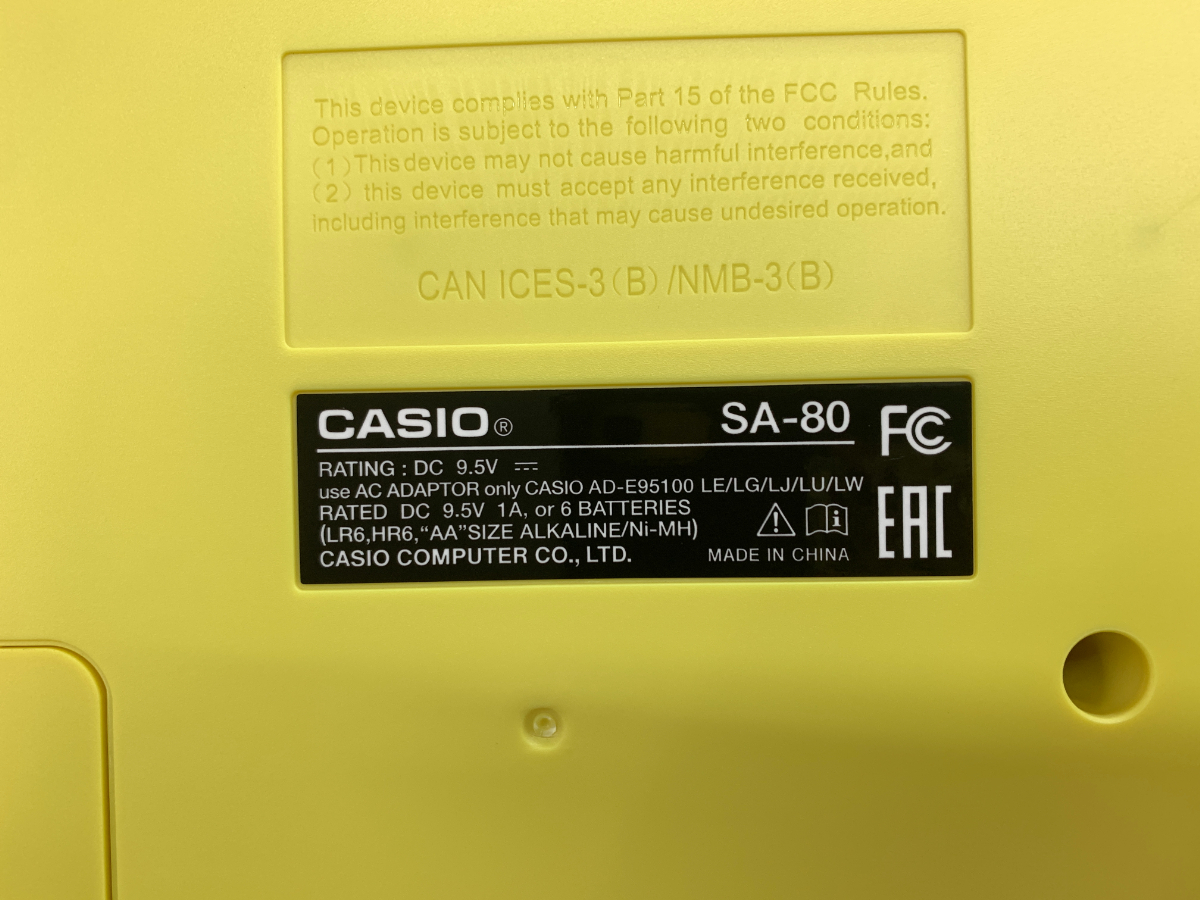 This device complies with Part 15 of the FCC Rules.
Operation is subject to the following two conditions:
(1) This device may not cause harmful interference,and
(2) this device must accept any interference received,
including interference that may cause undesired operation.
CAN ICES-3(B)/NMB-3(B)
CASIO® SA-80 FC
RATING : DC 9.5V ⎓
use AC ADAPTOR only CASIO AD-E95100 LE/LG/LJ/LU/LW
RATED DC 9.5V 1A, or 6 BATTERIES
(LR6,HR6,“AA”SIZE ALKALINE/Ni-MH)
CASIO COMPUTER CO., LTD. MADE IN CHINA
EAC